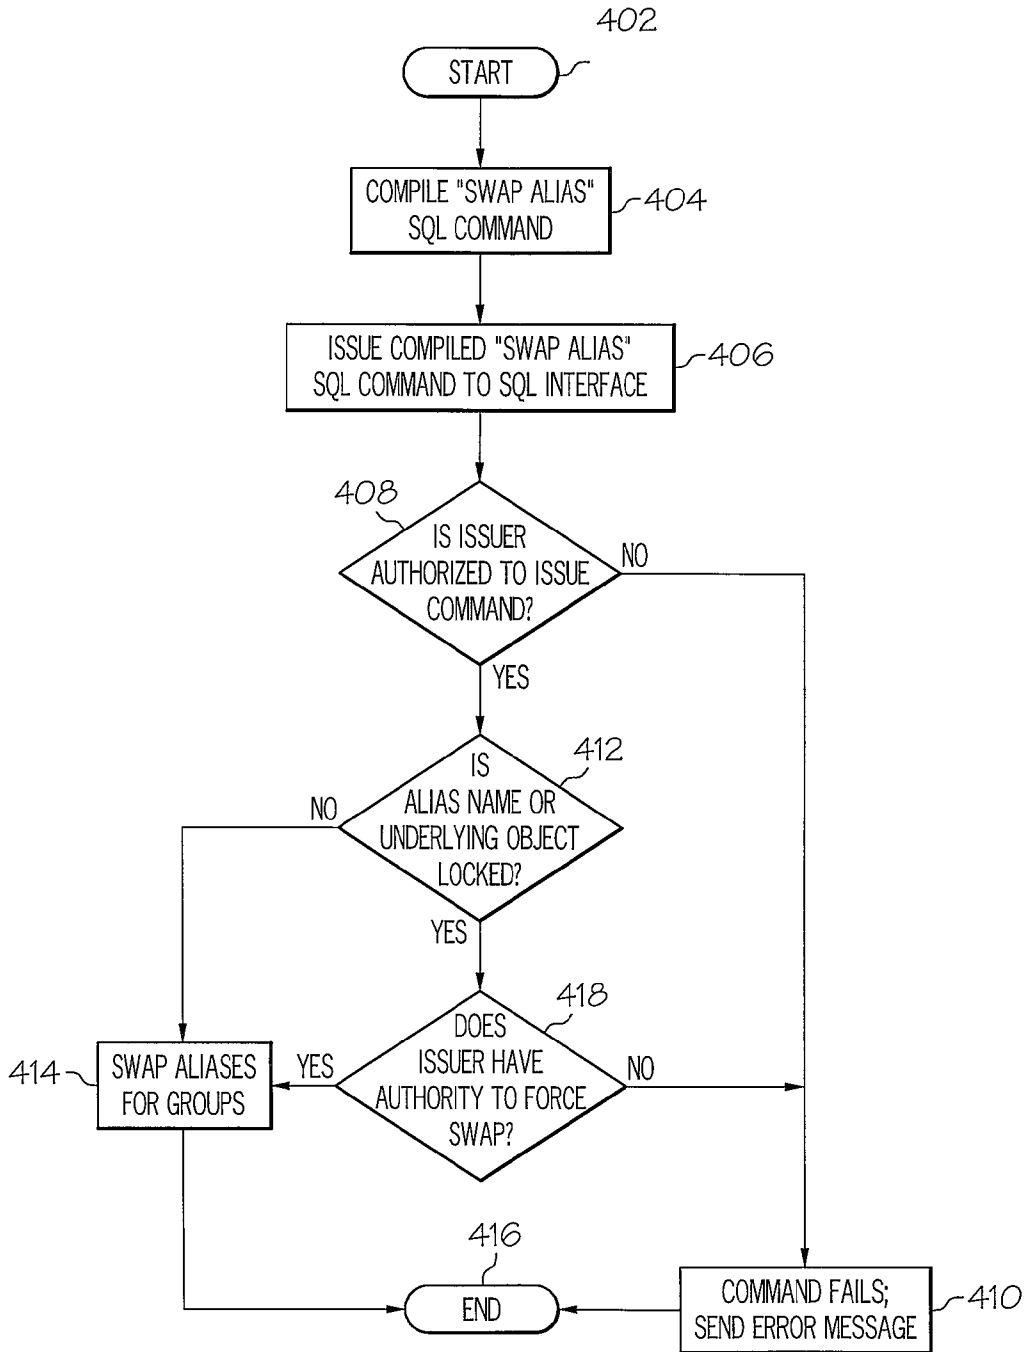 402
START
COMPILE "SWAP ALIAS"
SQL COMMAND
404
ISSUE COMPILED "SWAP ALIAS"
SQL COMMAND TO SQL INTERFACE
406
408
IS ISSUER
AUTHORIZED TO ISSUE
COMMAND?
NO
YES
412
IS
ALIAS NAME OR
UNDERLYING OBJECT
LOCKED?
NO
YES
418
DOES
ISSUER HAVE
AUTHORITY TO FORCE
SWAP?
YES
NO
414
SWAP ALIASES
FOR GROUPS
416
END
COMMAND FAILS;
SEND ERROR MESSAGE
410